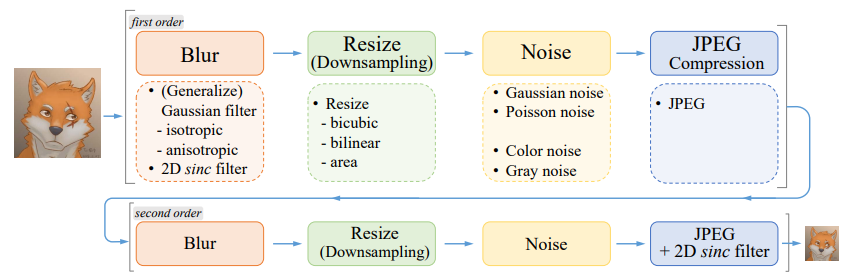 first order
Blur
Resize
(Downsampling)
Noise
JPEG
Compression
• (Generalize)
Gaussian filter
- isotropic
- anisotropic
• 2D sinc filter
• Resize
- bicubic
- bilinear
- area
• Gaussian noise
• Poisson noise
• Color noise
• Gray noise
• JPEG
second order
Blur
Resize
(Downsampling)
Noise
JPEG
+ 2D sinc filter